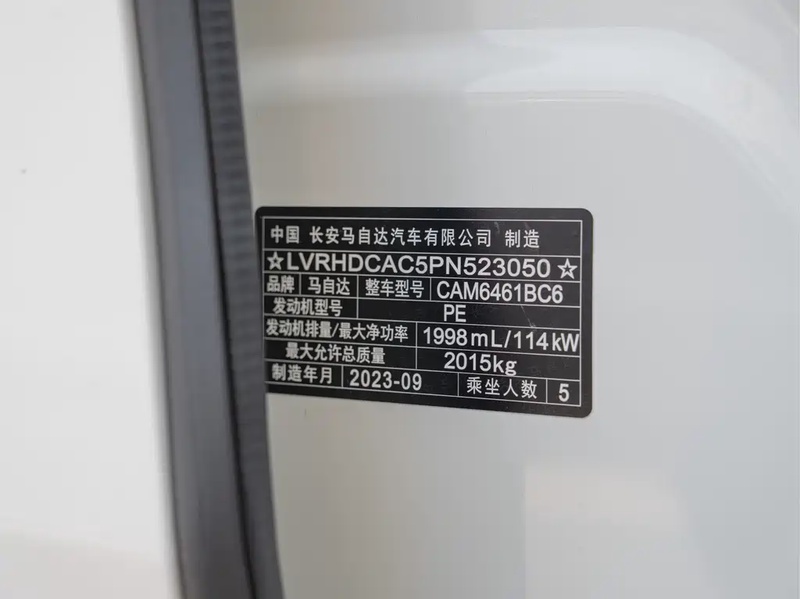 中国 长安马自达汽车有限公司 制造
☆LVRHDCAC5PN523050☆
品牌 马自达 整车型号 CAM6461BC6
发动机型号 PE
发动机排量/最大净功率 1998mL/114kW
最大允许总质量 2015kg
制造年月 2023-09 乘坐人数 5